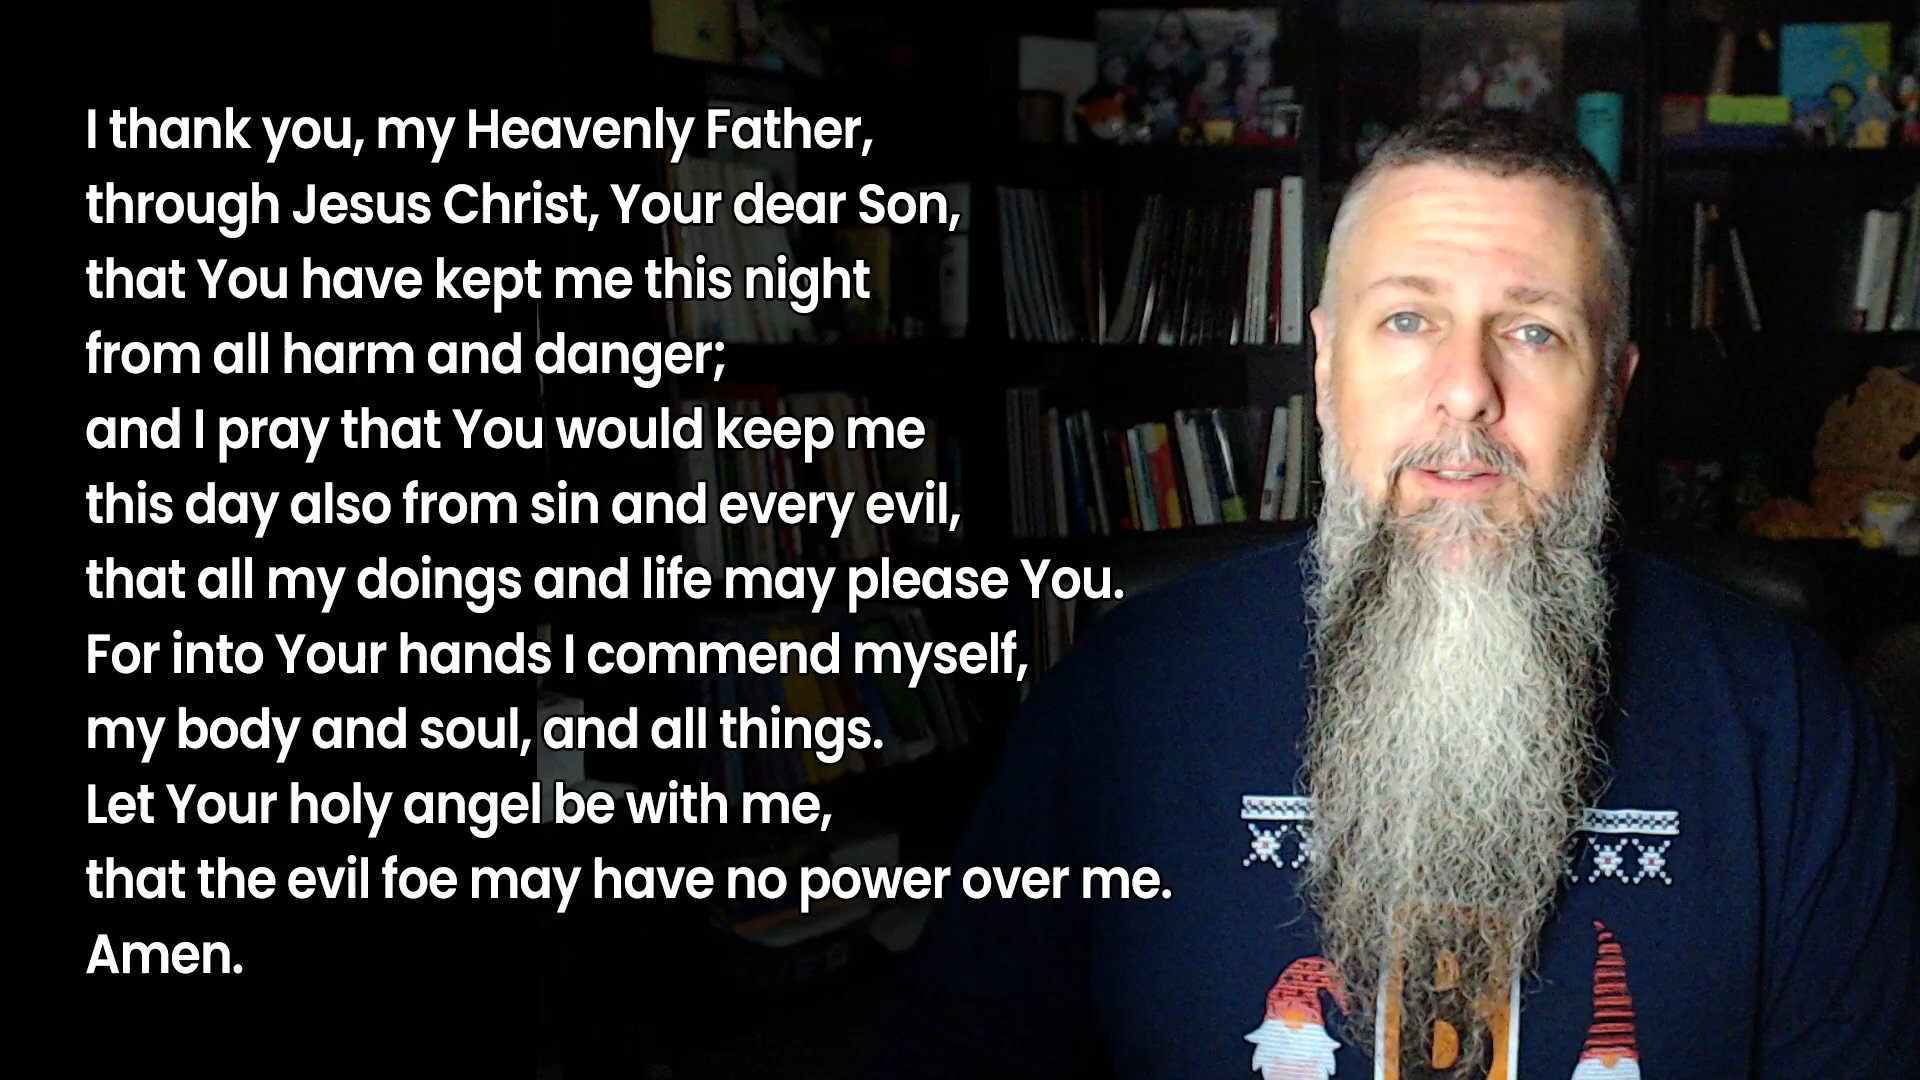 I thank you, my Heavenly Father,
through Jesus Christ, Your dear Son,
that You have kept me this night
from all harm and danger;
and I pray that You would keep me
this day also from sin and every evil,
that all my doings and life may please You.
For into Your hands I commend myself,
my body and soul, and all things.
Let Your holy angel be with me,
that the evil foe may have no power over me.
Amen.